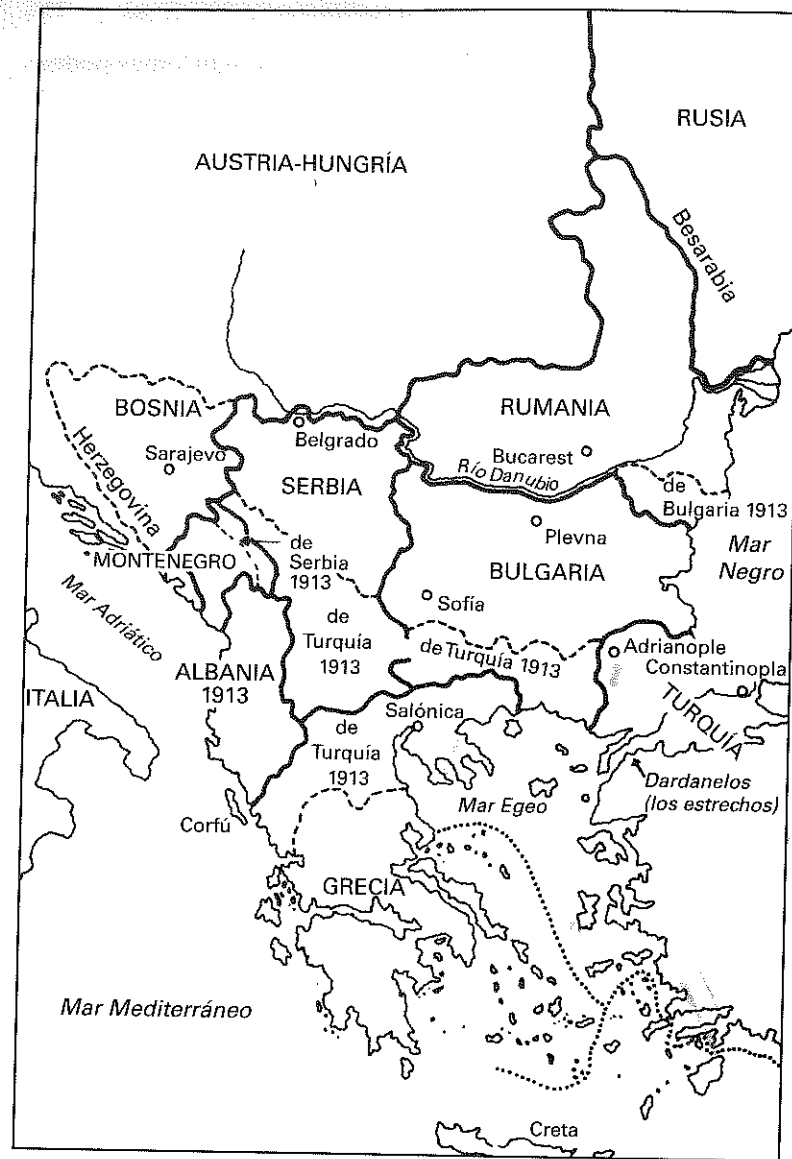 RUSIA
AUSTRIA-HUNGRÍA
Besarabia
BOSNIA
RUMANIA
Belgrado
Herzegovina
Sarajevo
Bucarest
Río Danubio
SERBIA
de
Bulgaria 1913
Plevna
MONTENEGRO
de
Serbia
1913
BULGARIA
Mar
Negro
Mar Adriático
Sofía
de
Turquía
1913
de Turquía 1913
Adrianople
Constantinopla
ALBANIA
1913
ITALIA
TURQUÍA
de
Turquía
1913
Salónica
Mar Egeo
Dardanelos
(los estrechos)
Corfú
GRECIA
Mar Mediterráneo
Creta